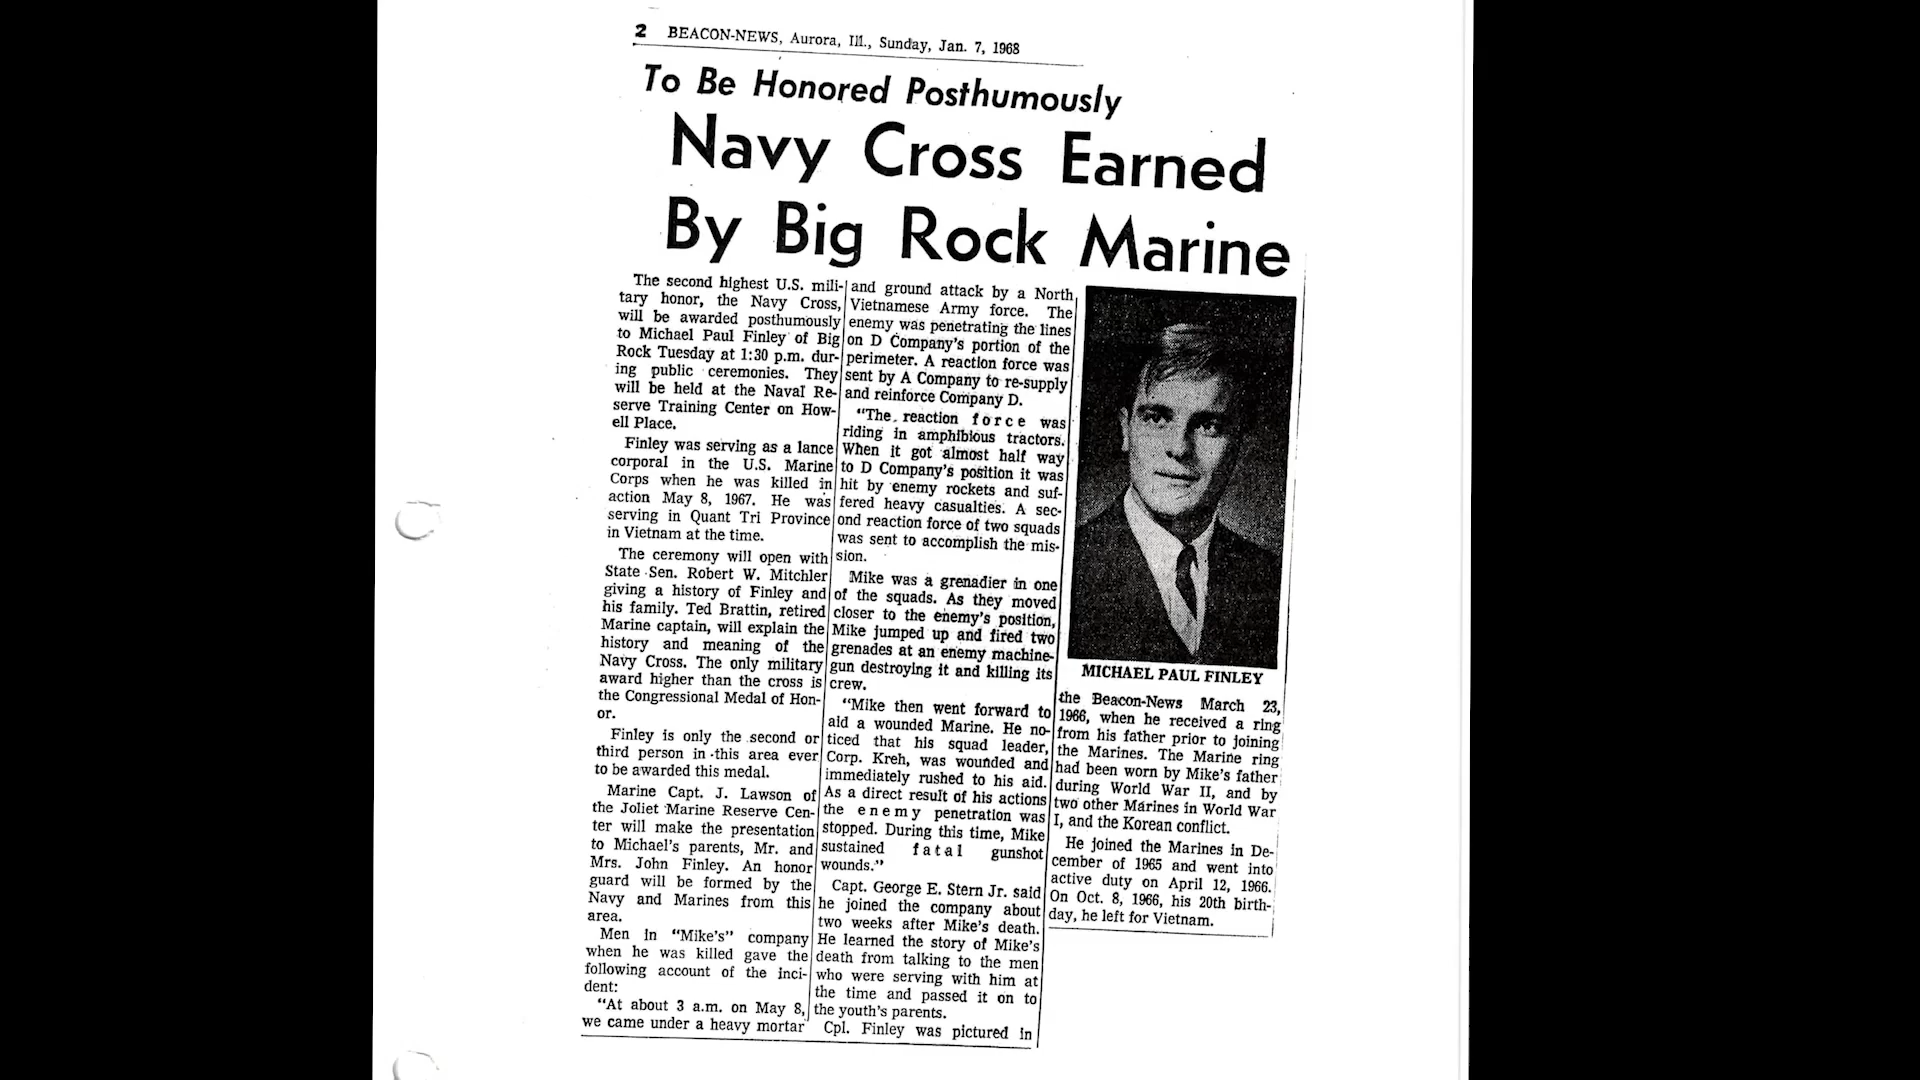 2 BEACON-NEWS, Aurora, Ill., Sunday, Jan. 7, 1968
To Be Honored Posthumously
Navy Cross Earned
By Big Rock Marine
The second highest U.S. mili-
tary honor, the Navy Cross,
will be awarded posthumously
to Michael Paul Finley of Big
Rock Tuesday at 1:30 p.m. dur-
ing public ceremonies. They
will be held at the Naval Re-
serve Training Center on How-
ell Place.
Finley was serving as a lance
corporal in the U.S. Marine
Corps when he was killed in
action May 8, 1967. He was
serving in Quant Tri Province
in Vietnam at the time.
The ceremony will open with
State Sen. Robert W. Mitchler
giving a history of Finley and
his family. Ted Brattin, retired
Marine captain, will explain the
history and meaning of the
Navy Cross. The only military
award higher than the cross is
the Congressional Medal of Hon-
or.
Finley is only the second or
third person in this area ever
to be awarded this medal.
Marine Capt. J. Lawson of
the Joliet Marine Reserve Cen-
ter will make the presentation
to Michael's parents, Mr. and
Mrs. John Finley. An honor
guard will be formed by the
Navy and Marines from this
area.
Men in "Mike's" company
when he was killed gave the
following account of the inci-
dent:
"At about 3 a.m. on May 8,
we came under a heavy mortar
and ground attack by a North
Vietnamese Army force. The
enemy was penetrating the lines
on D Company's portion of the
perimeter. A reaction force was
sent by A Company to re-supply
and reinforce Company D.
"The reaction force was
riding in amphibious tractors.
When it got almost half way
to D Company's position it was
hit by enemy rockets and suf-
fered heavy casualties. A sec-
ond reaction force of two squads
was sent to accomplish the mis-
sion.
Mike was a grenadier in one
of the squads. As they moved
closer to the enemy's position,
Mike jumped up and fired two
grenades at an enemy machine-
gun destroying it and killing its
crew.
"Mike then went forward to
aid a wounded Marine. He no-
ticed that his squad leader,
Corp. Kreh, was wounded and
immediately rushed to his aid.
As a direct result of his actions
the enemy penetration was
stopped. During this time, Mike
sustained fatal gunshot
wounds."
Capt. George E. Stern Jr. said
he joined the company about
two weeks after Mike's death.
He learned the story of Mike's
death from talking to the men
who were serving with him at
the time and passed it on to
the youth's parents.
Cpl. Finley was pictured in
MICHAEL PAUL FINLEY
the Beacon-News March 23,
1966, when he received a ring
from his father prior to joining
the Marines. The Marine ring
had been worn by Mike's father
during World War II, and by
two other Marines in World War
I, and the Korean conflict.
He joined the Marines in De-
cember of 1965 and went into
active duty on April 12, 1966.
On Oct. 8, 1966, his 20th birth-
day, he left for Vietnam.